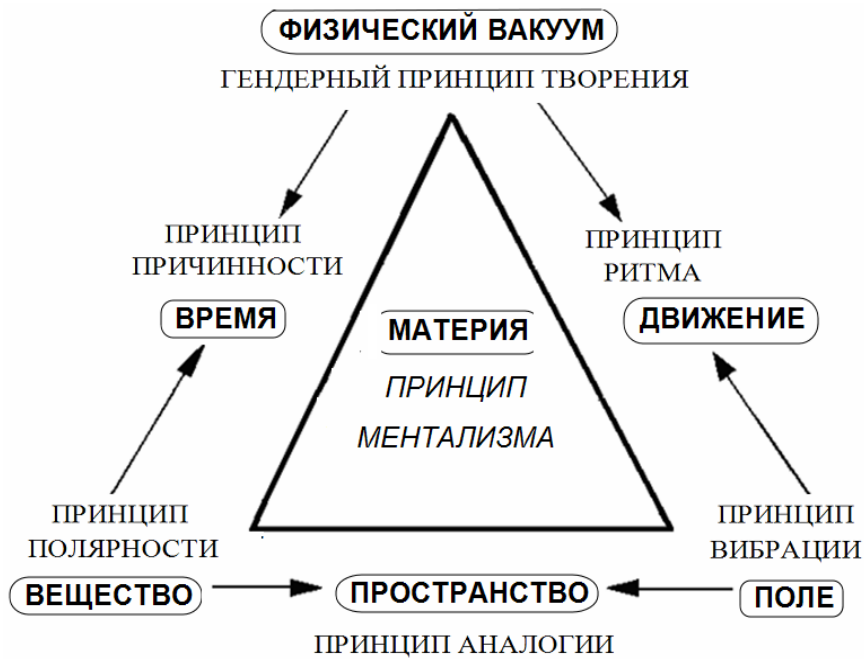 ФИЗИЧЕСКИЙ ВАКУУМ
ГЕНДЕРНЫЙ ПРИНЦИП ТВОРЕНИЯ
ПРИНЦИП
ПРИЧИННОСТИ
ВРЕМЯ
ПРИНЦИП
РИТМА
ДВИЖЕНИЕ
МАТЕРИЯ
ПРИНЦИП
МЕНТАЛИЗМА
ПРИНЦИП
ПОЛЯРНОСТИ
ВЕЩЕСТВО
ПРИНЦИП
ВИБРАЦИИ
ПОЛЕ
ПРОСТРАНСТВО
ПРИНЦИП АНАЛОГИИ